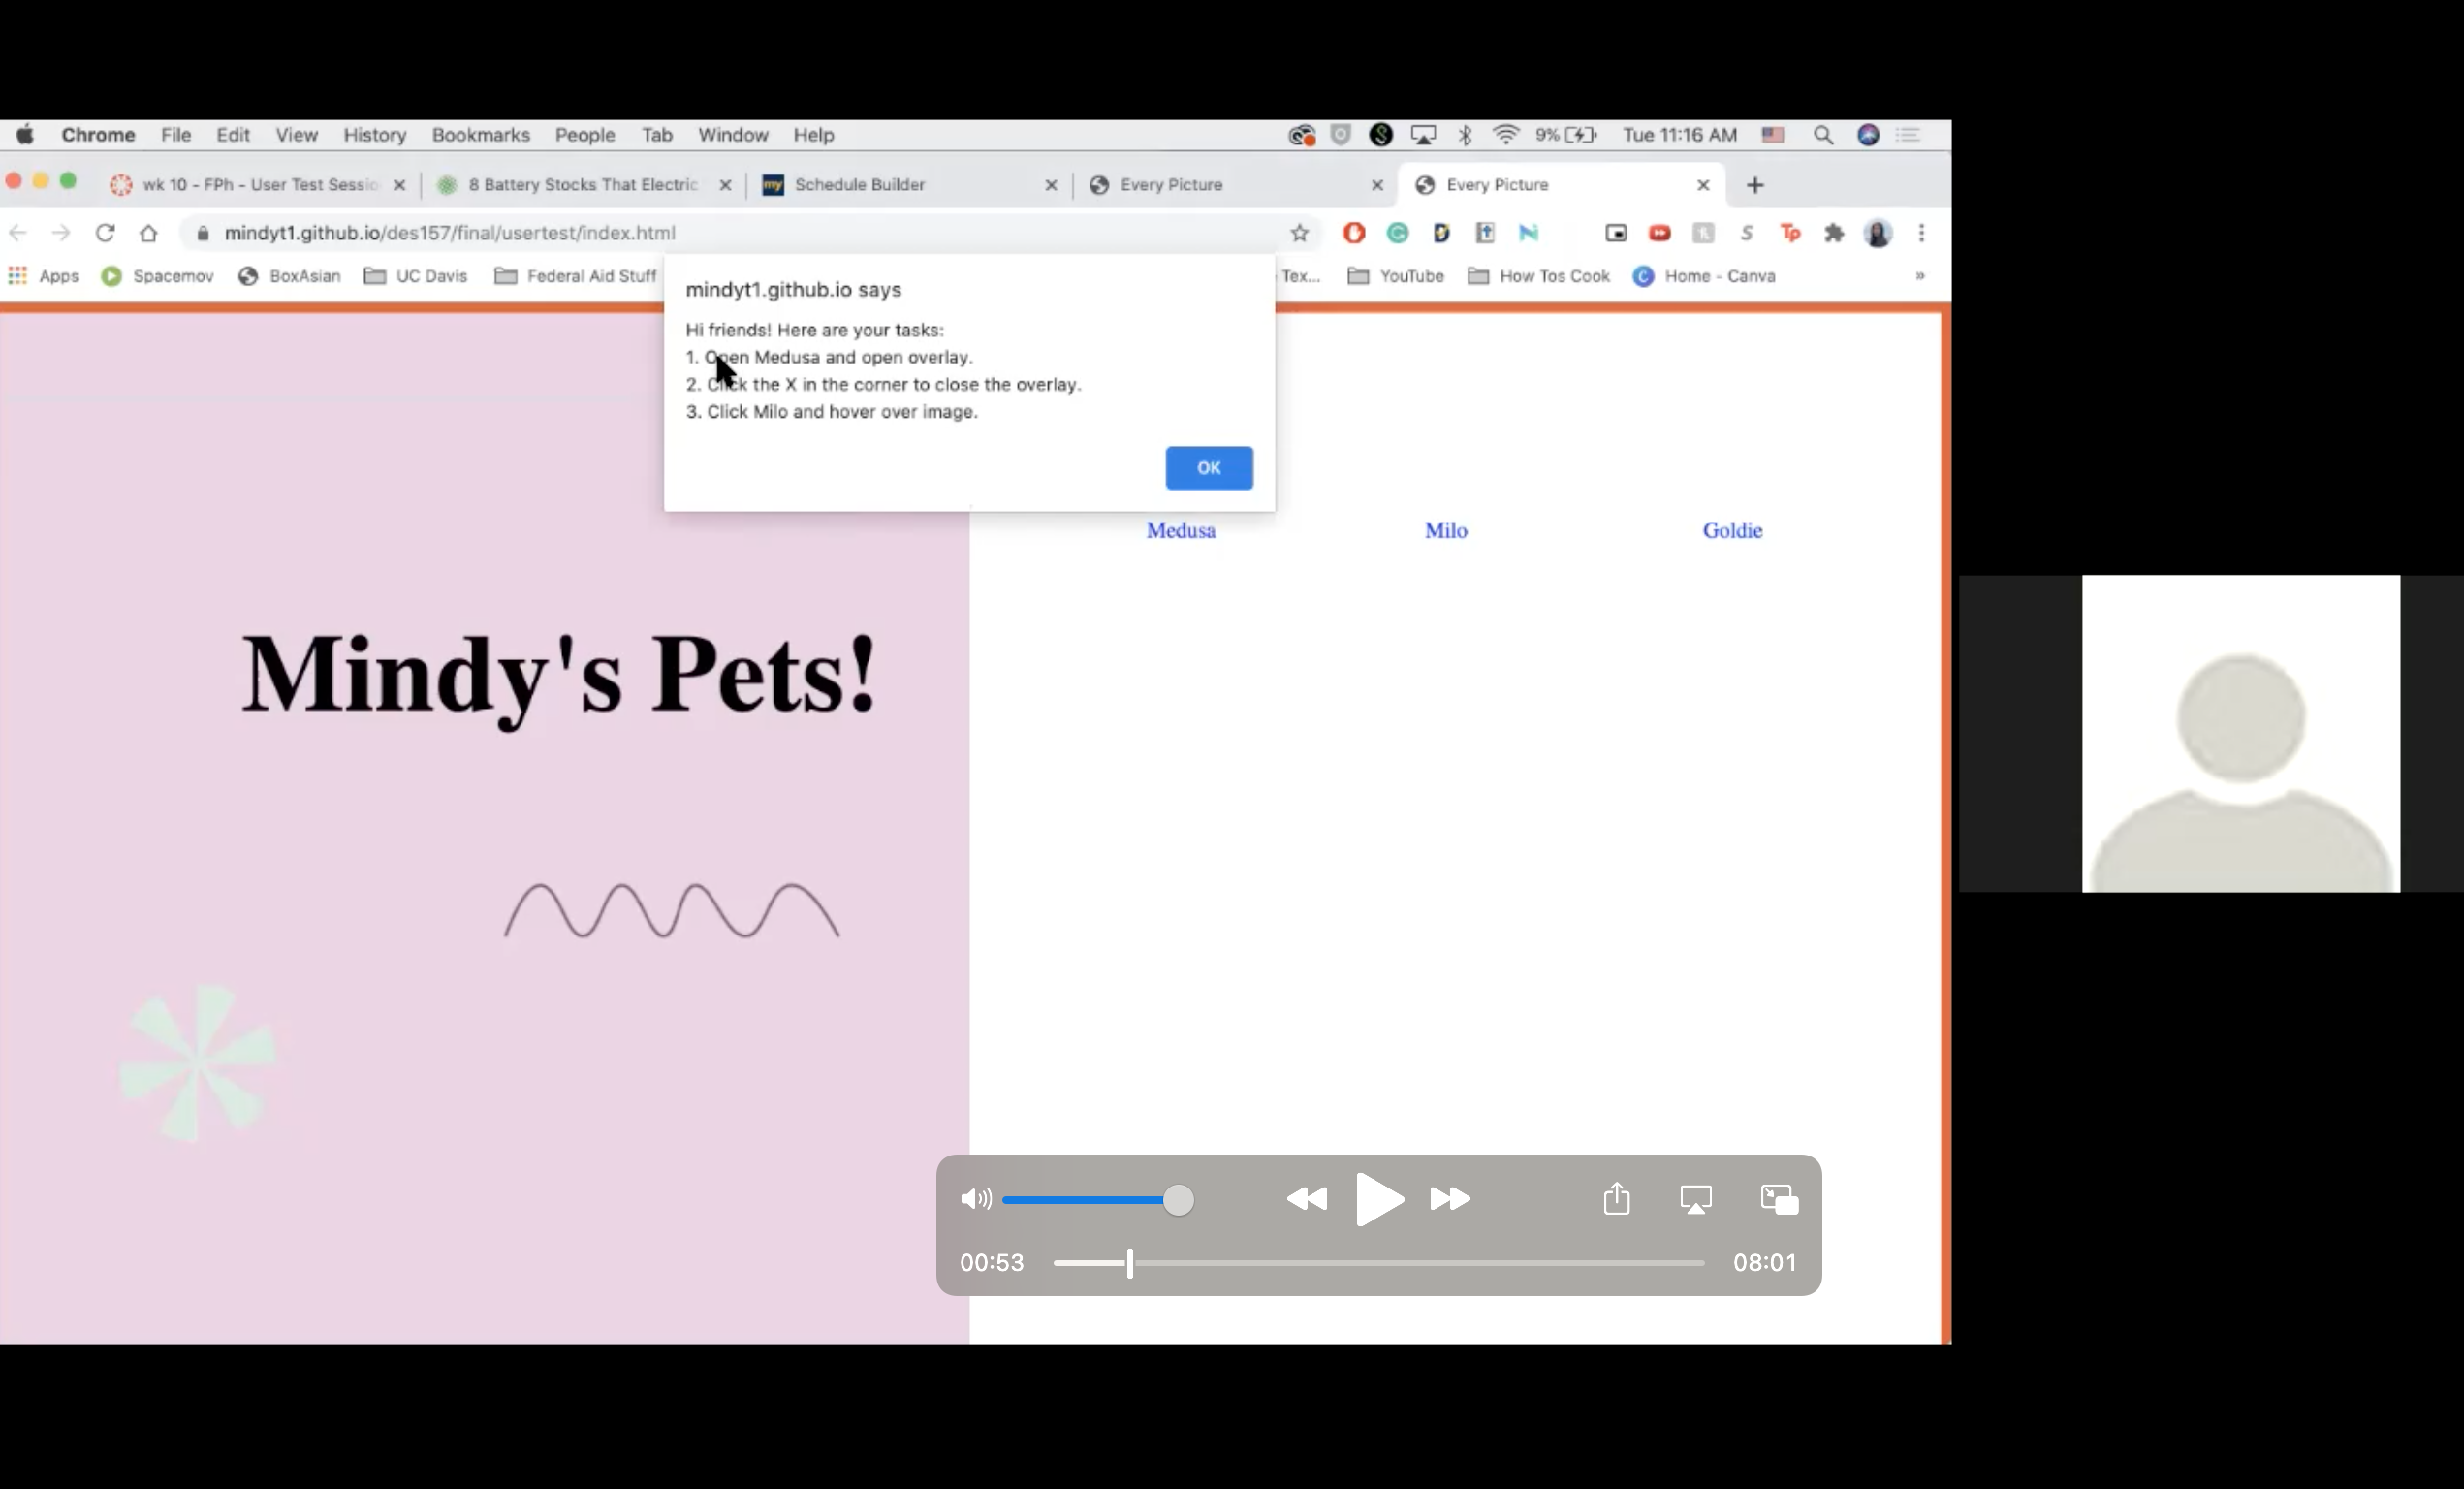 Chrome File Edit View History Bookmarks People Tab Window Help 9% Tue 11:16 AM
wk 10 - FPh - User Test Sessio 8 Battery Stocks That Electric my Schedule Builder Every Picture Every Picture
mindyt1.github.io/des157/final/usertest/index.html Tp
Apps Spacemov BoxAsian UC Davis Federal Aid Stuff Tex... YouTube How Tos Cook Home - Canva »
mindyt1.github.io says
Hi friends! Here are your tasks:
1. Open Medusa and open overlay.
2. Click the X in the corner to close the overlay.
3. Click Milo and hover over image.
OK
Medusa Milo Goldie
Mindy's Pets!
00:53 08:01